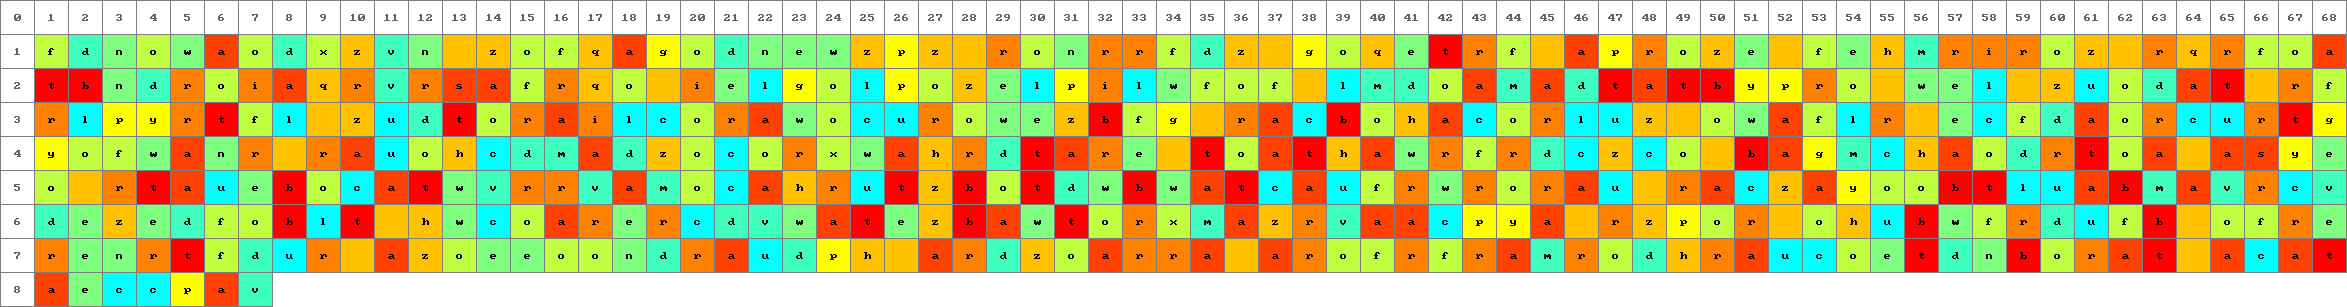 0 1 2 3 4 5 6 7 8 9 10 11 12 13 14 15 16 17 18 19 20 21 22 23 24 25 26 27 28 29 30 31 32 33 34 35 36 37 38 39 40 41 42 43 44 45 46 47 48 49 50 51 52 53 54 55 56 57 58 59 60 61 62 63 64 65 66 67 68
1 f d n o w a o d x z v n z o f q a g o d n e w z p z r o n r r f d z g o q e t r f a p r o z e f e h m r i r o z r q r f o a
2 t b n d r o i a q r v r s a f r q o i e l g o l p o z e l p i l w f o f l m d o a m a d t a t b y p r o w e l z u o d a t r f
3 r l p y r t f l z u d t o r a i l c o r a w o c u r o w e z b f g r a c b o h a c o r l u z o w a f l r e c f d a o r c u r t g
4 y o f w a n r r a u o h c d m a d z o c o r x w a h r d t a r e t o a t h a w r f r d c z c o b a g m c h a o d r t o a a s y e
5 o r t a u e b o c a t w v r r v a m o c a h r u t z b o t d w b w a t c a u f r w r o r a u r a c z a y o o b t l u a b m a v r c v
6 d e z e d f o b l t h w c o a r e r c d v w a t e z b a w t o r x m a z r v a a c p y a r z p o r o h u b w f r d u f b o f r e
7 r e n r t f d u r a z o e e o o n d r a u d p h a r d z o a r r a a r o f r f r a m r o d h r a u c o e t d n b o r a t a c a t
8 a e c c p a v